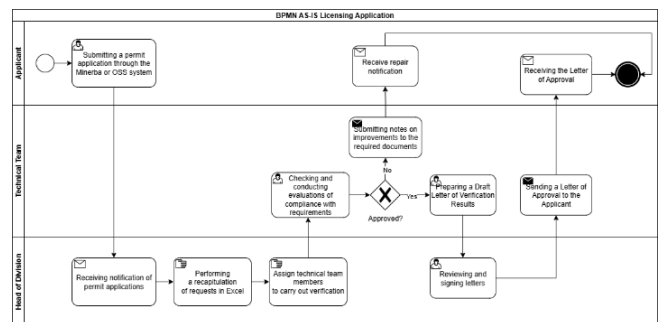 BPMN AS-IS Licensing Application
Applicant
Submitting a permit
application through the
Minerba or OSS system
Receive repair
notification
Receiving the Letter
of Approval
Technical Team
Submitting notes on
improvements to the
required documents
Checking and
conducting
evaluations of
compliance with
requirements
No
Approved?
Yes
Preparing a Draft
Letter of Verification
Results
Sending a Letter of
Approval to the
Applicant
Head of Division
Receiving notification of
permit applications
Performing
a recapitulation
of requests in Excel
Assign technical team
members
to carry out verification
Reviewing and
signing letters